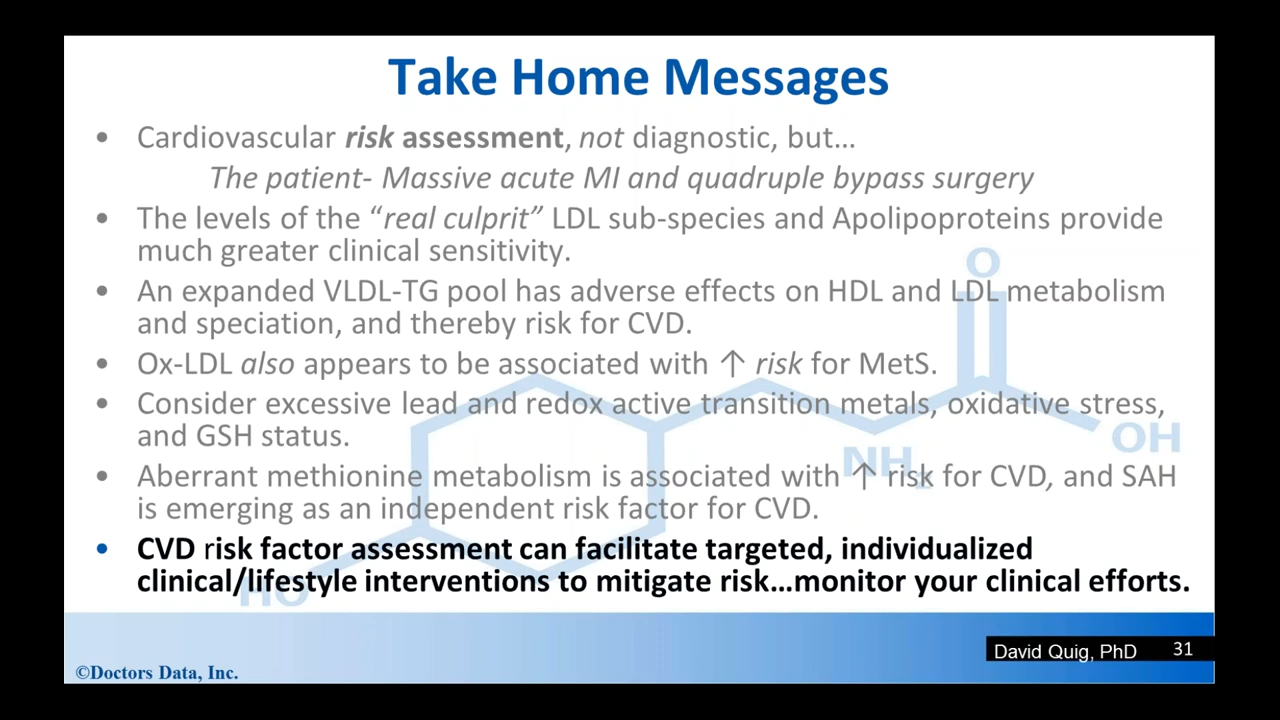 Take Home Messages
• Cardiovascular risk assessment, not diagnostic, but…
The patient- Massive acute MI and quadruple bypass surgery
• The levels of the “real culprit” LDL sub-species and Apolipoproteins provide
much greater clinical sensitivity.
• An expanded VLDL-TG pool has adverse effects on HDL and LDL metabolism
and speciation, and thereby risk for CVD.
• Ox-LDL also appears to be associated with ↑ risk for MetS.
• Consider excessive lead and redox active transition metals, oxidative stress,
and GSH status.
• Aberrant methionine metabolism is associated with ↑ risk for CVD, and SAH
is emerging as an independent risk factor for CVD.
• CVD risk factor assessment can facilitate targeted, individualized
clinical/lifestyle interventions to mitigate risk…monitor your clinical efforts.
O
OH
NH2
HO
David Quig, PhD 31
©Doctors Data, Inc.